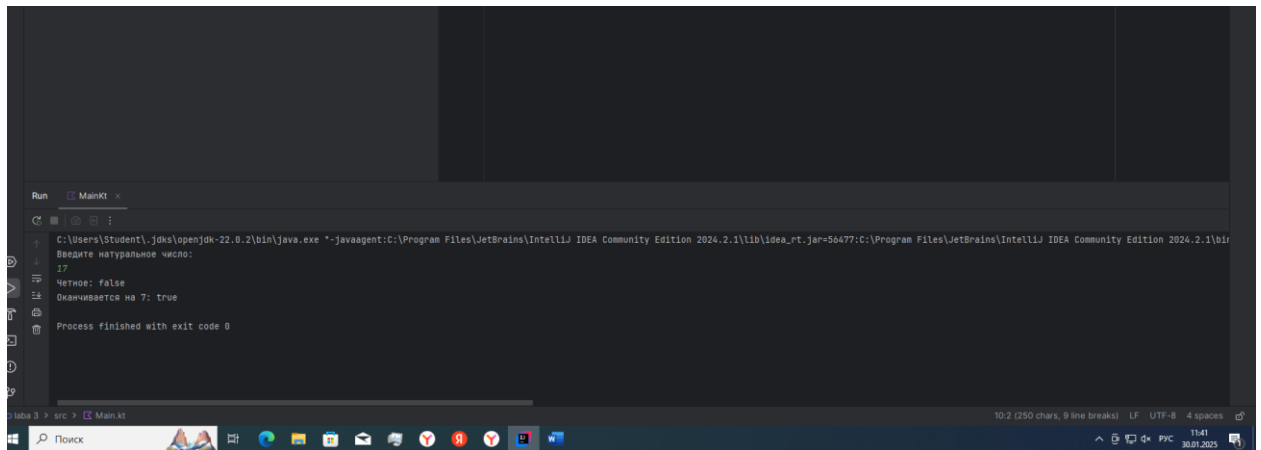 Run MainKt ×
C:\Users\Student\.jdks\openjdk-22.0.2\bin\java.exe "-javaagent:C:\Program Files\JetBrains\IntelliJ IDEA Community Edition 2024.2.1\lib\idea_rt.jar=56477:C:\Program Files\JetBrains\IntelliJ IDEA Community Edition 2024.2.1\bin
Введите натуральное число:
17
Четное: false
Оканчивается на 7: true
Process finished with exit code 0
laba 3 > src > Main.kt 10:2 (250 chars, 9 line breaks) LF UTF-8 4 spaces
Поиск РУС 11:41
30.01.2025